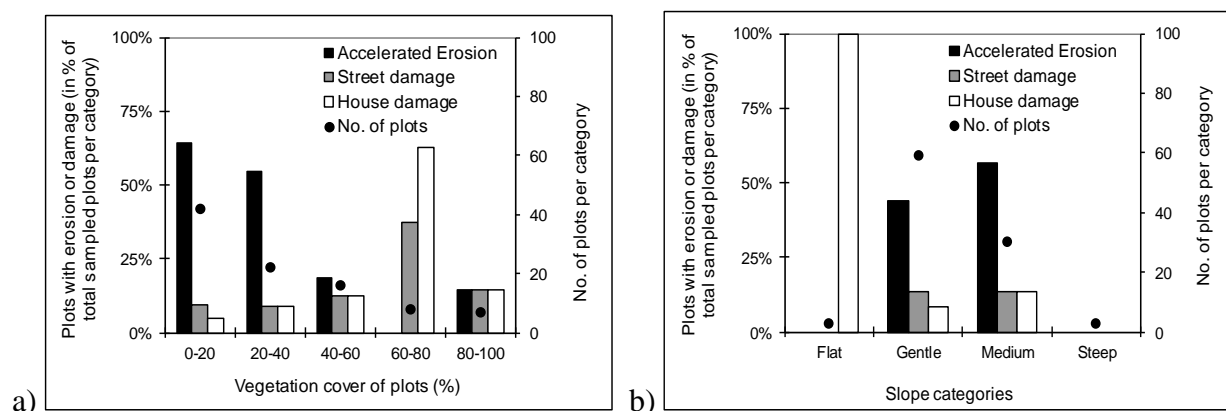 Plots with erosion or damage (in % of
total sampled plots per category)
100%
75%
50%
25%
0%
Accelerated Erosion
Street damage
House damage
No. of plots
100
80
60
40
20
0
No. of plots per category
0-20 20-40 40-60 60-80 80-100
Vegetation cover of plots (%)
a)
Plots with erosion or damage (in % of
total sampled plots per category)
100%
75%
50%
25%
0%
Accelerated Erosion
Street damage
House damage
No. of plots
100
80
60
40
20
0
No. of plots per category
Flat Gentle Medium Steep
Slope categories
b)